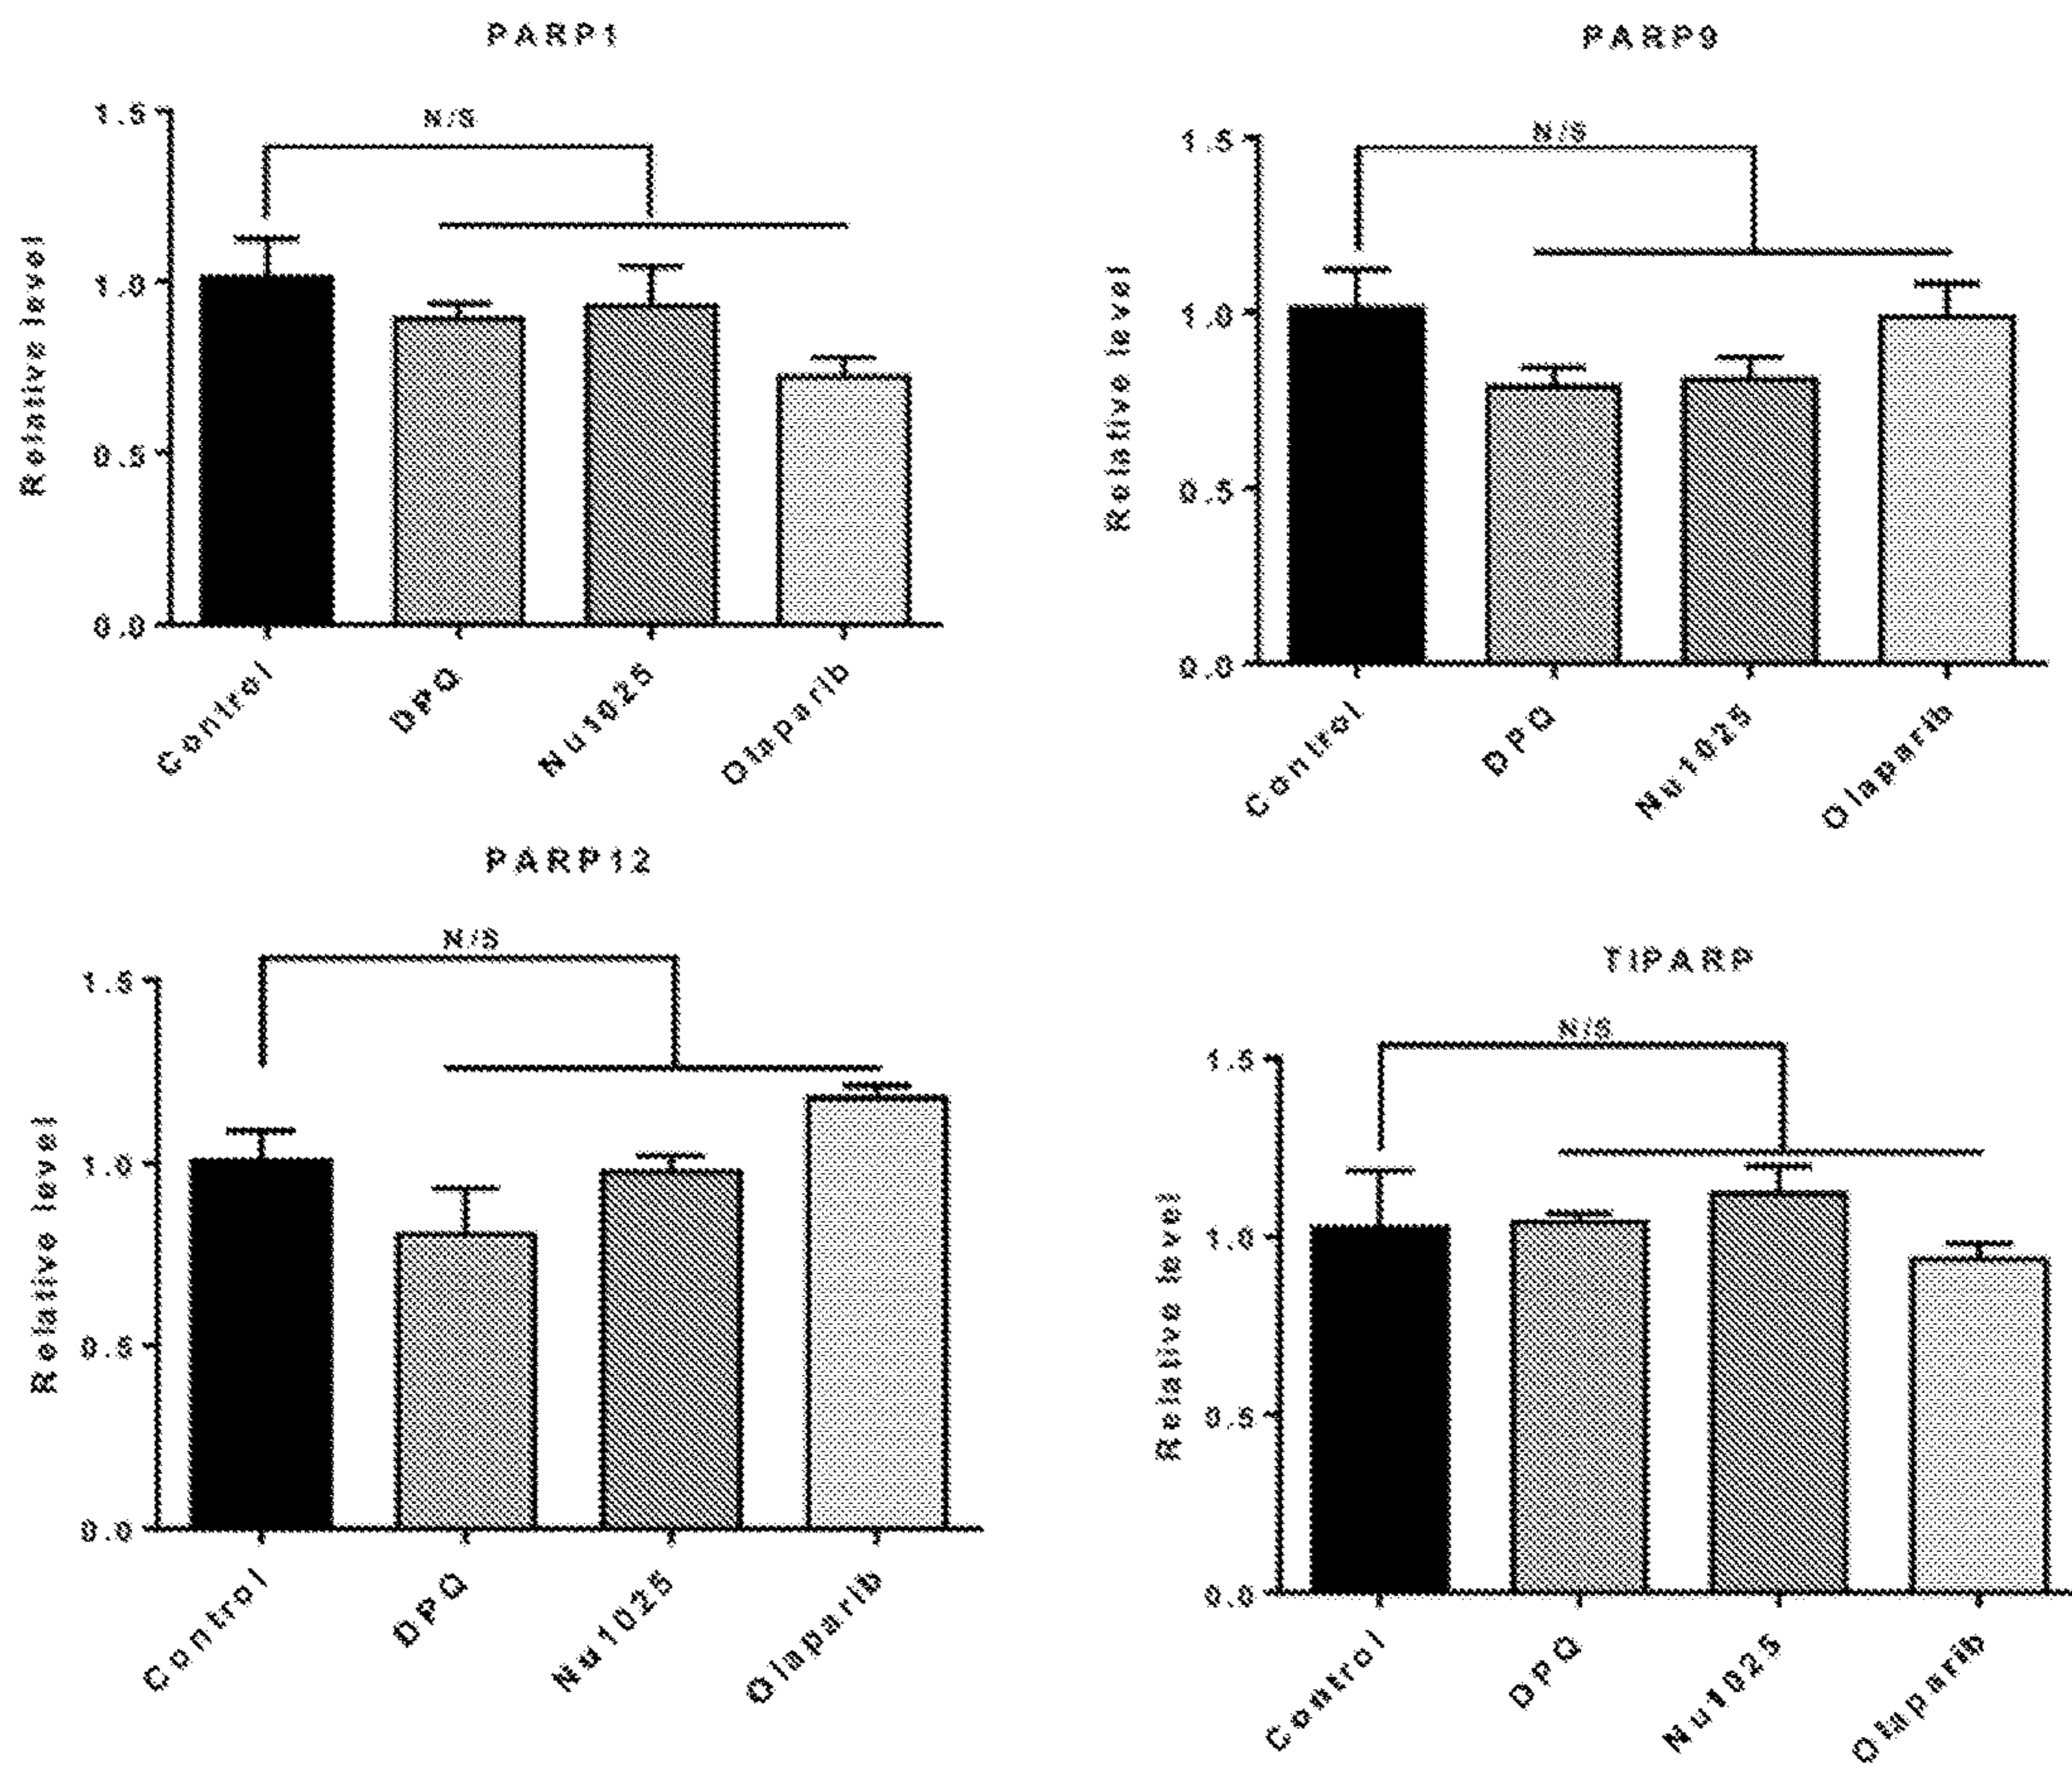 PARP1
N/S
1.5
1.0
0.5
0.0
Relative level
Control
DPQ
Nu1025
Olaparib
PARP9
N/S
1.5
1.0
0.5
0.0
Relative level
Control
DPQ
Nu1025
Olaparib
PARP12
N/S
1.5
1.0
0.5
0.0
Relative level
Control
DPQ
Nu1025
Olaparib
TIPARP
N/S
1.5
1.0
0.5
0.0
Relative level
Control
DPQ
Nu1025
Olaparib